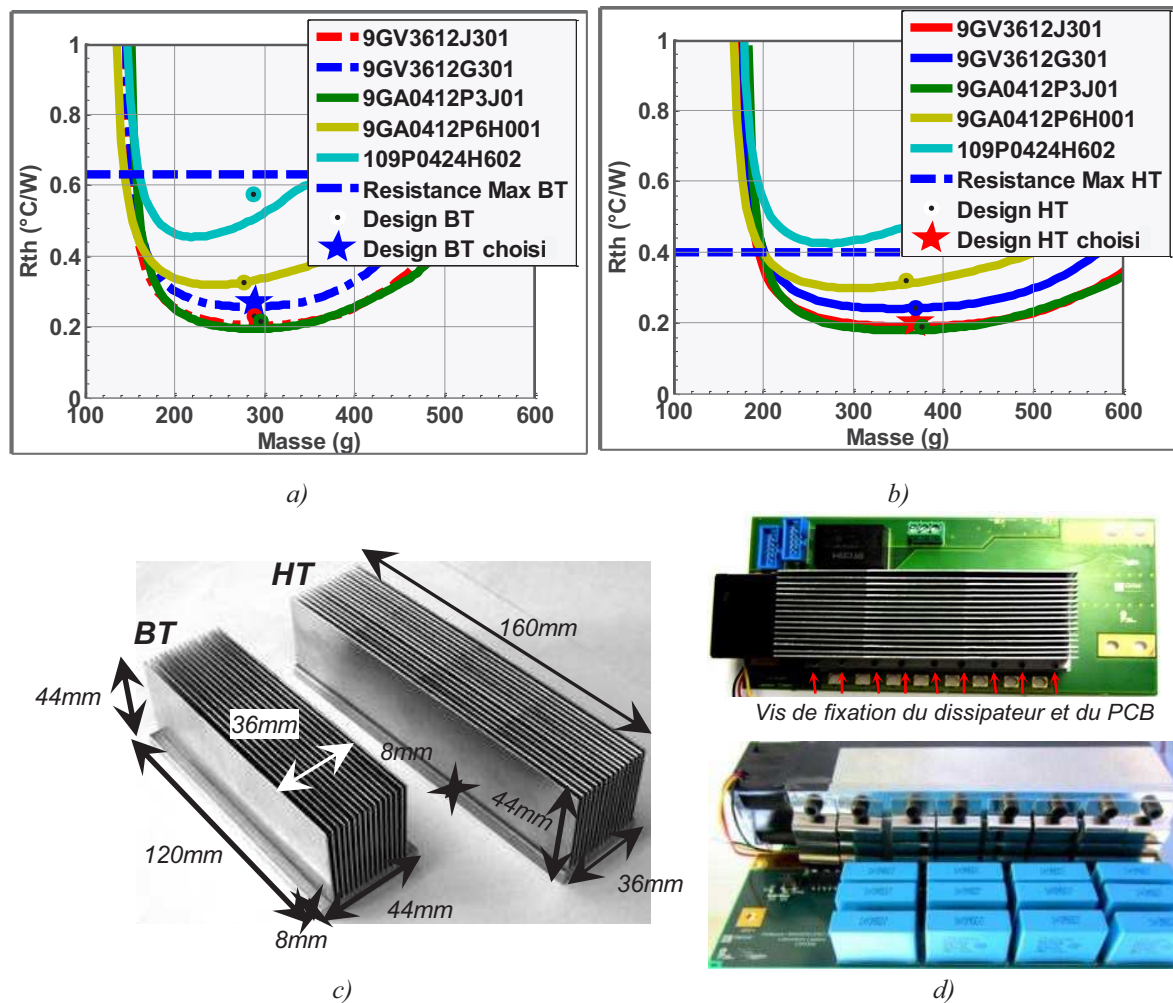 a)
1
0.8
0.6
0.4
0.2
0
100
200
300
400
500
600
Rth (°C/W)
Masse (g)
9GV3612J301
9GV3612G301
9GA0412P3J01
9GA0412P6H001
109P0424H602
Resistance Max BT
Design BT
Design BT choisi
a)
b)
1
0.8
0.6
0.4
0.2
0
100
200
300
400
500
600
Rth (°C/W)
Masse (g)
9GV3612J301
9GV3612G301
9GA0412P3J01
9GA0412P6H001
109P0424H602
Resistance Max HT
Design HT
Design HT choisi
b)
HT
BT
160mm
44mm
36mm
8mm
44mm
120mm
36mm
44mm
8mm
c)
Vis de fixation du dissipateur et du PCB
d)